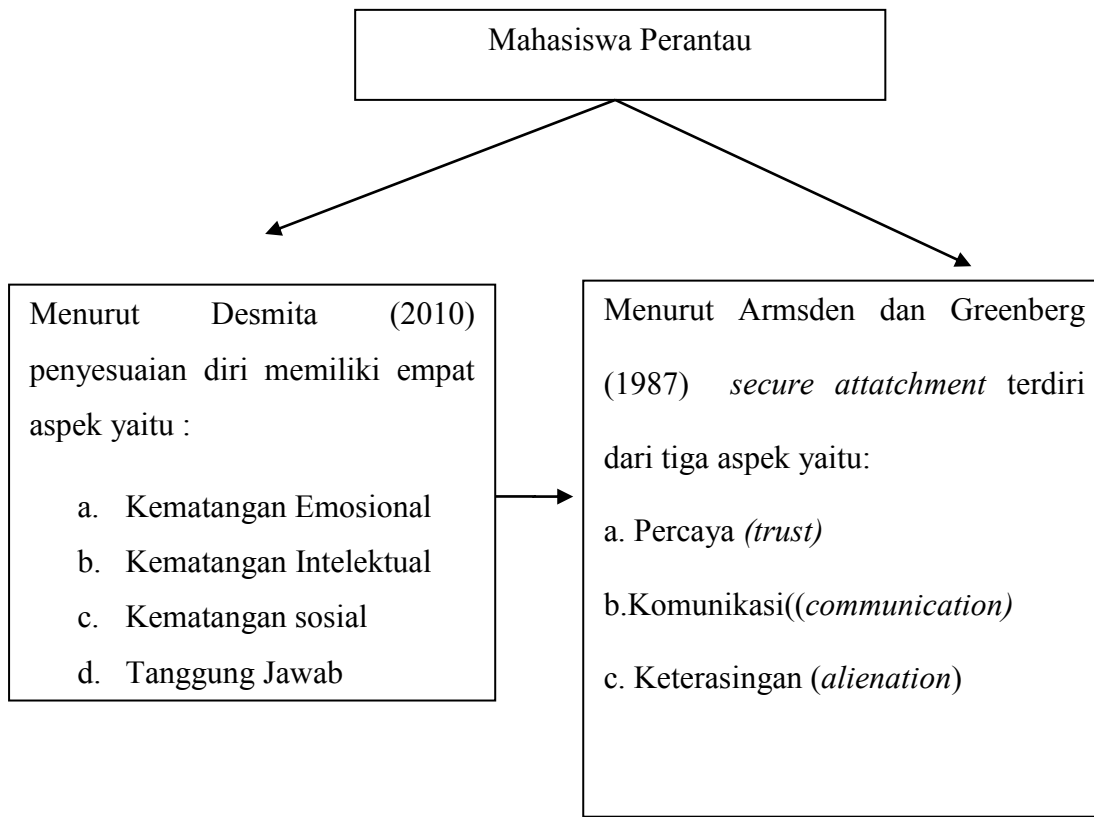 Mahasiswa Perantau
Menurut Desmita (2010)
penyesuaian diri memiliki empat
aspek yaitu :
a. Kematangan Emosional
b. Kematangan Intelektual
c. Kematangan sosial
d. Tanggung Jawab
Menurut Armsden dan Greenberg
(1987) secure attatchment terdiri
dari tiga aspek yaitu:
a. Percaya (trust)
b.Komunikasi((communication)
c. Keterasingan (alienation)